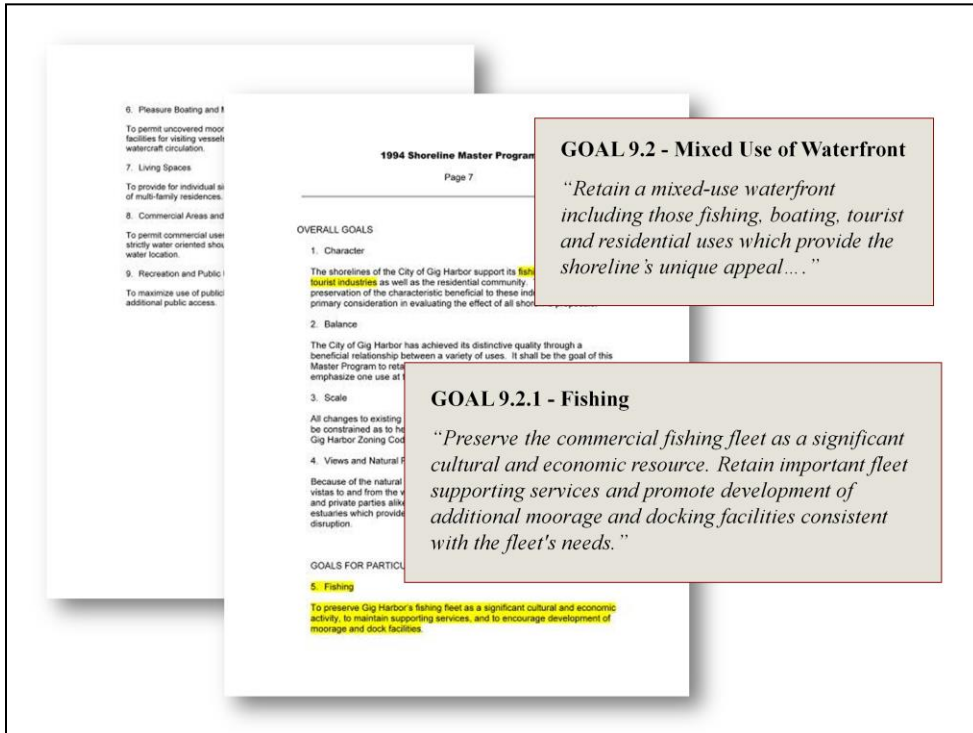 6. Pleasure Boating and
To permit uncovered moor
facilities for visiting vessels
watercraft circulation.
7. Living Spaces
To provide for individual si
of multi-family residences.
8. Commercial Areas and
To permit commercial uses
strictly water oriented shou
water location.
9. Recreation and Public
To maximize use of publicl
additional public access.
1994 Shoreline Master Program
Page 7
OVERALL GOALS
1. Character
The shorelines of the City of Gig Harbor support its fishi
tourist industries as well as the residential community.
preservation of the characteristic beneficial to these ind
primary consideration in evaluating the effect of all shor
2. Balance
The City of Gig Harbor has achieved its distinctive quality through a
beneficial relationship between a variety of uses. It shall be the goal of this
Master Program to reta
emphasize one use at t
3. Scale
All changes to existing
be constrained as to he
Gig Harbor Zoning Cod
4. Views and Natural F
Because of the natural
vistas to and from the w
and private parties alike
estuaries which provide
disruption.
GOALS FOR PARTICU
5. Fishing
To preserve Gig Harbor's fishing fleet as a significant cultural and economic
activity, to maintain supporting services, and to encourage development of
moorage and dock facilities.
GOAL 9.2 - Mixed Use of Waterfront
“Retain a mixed-use waterfront
including those fishing, boating, tourist
and residential uses which provide the
shoreline’s unique appeal….”
GOAL 9.2.1 - Fishing
“Preserve the commercial fishing fleet as a significant
cultural and economic resource. Retain important fleet
supporting services and promote development of
additional moorage and docking facilities consistent
with the fleet's needs.”